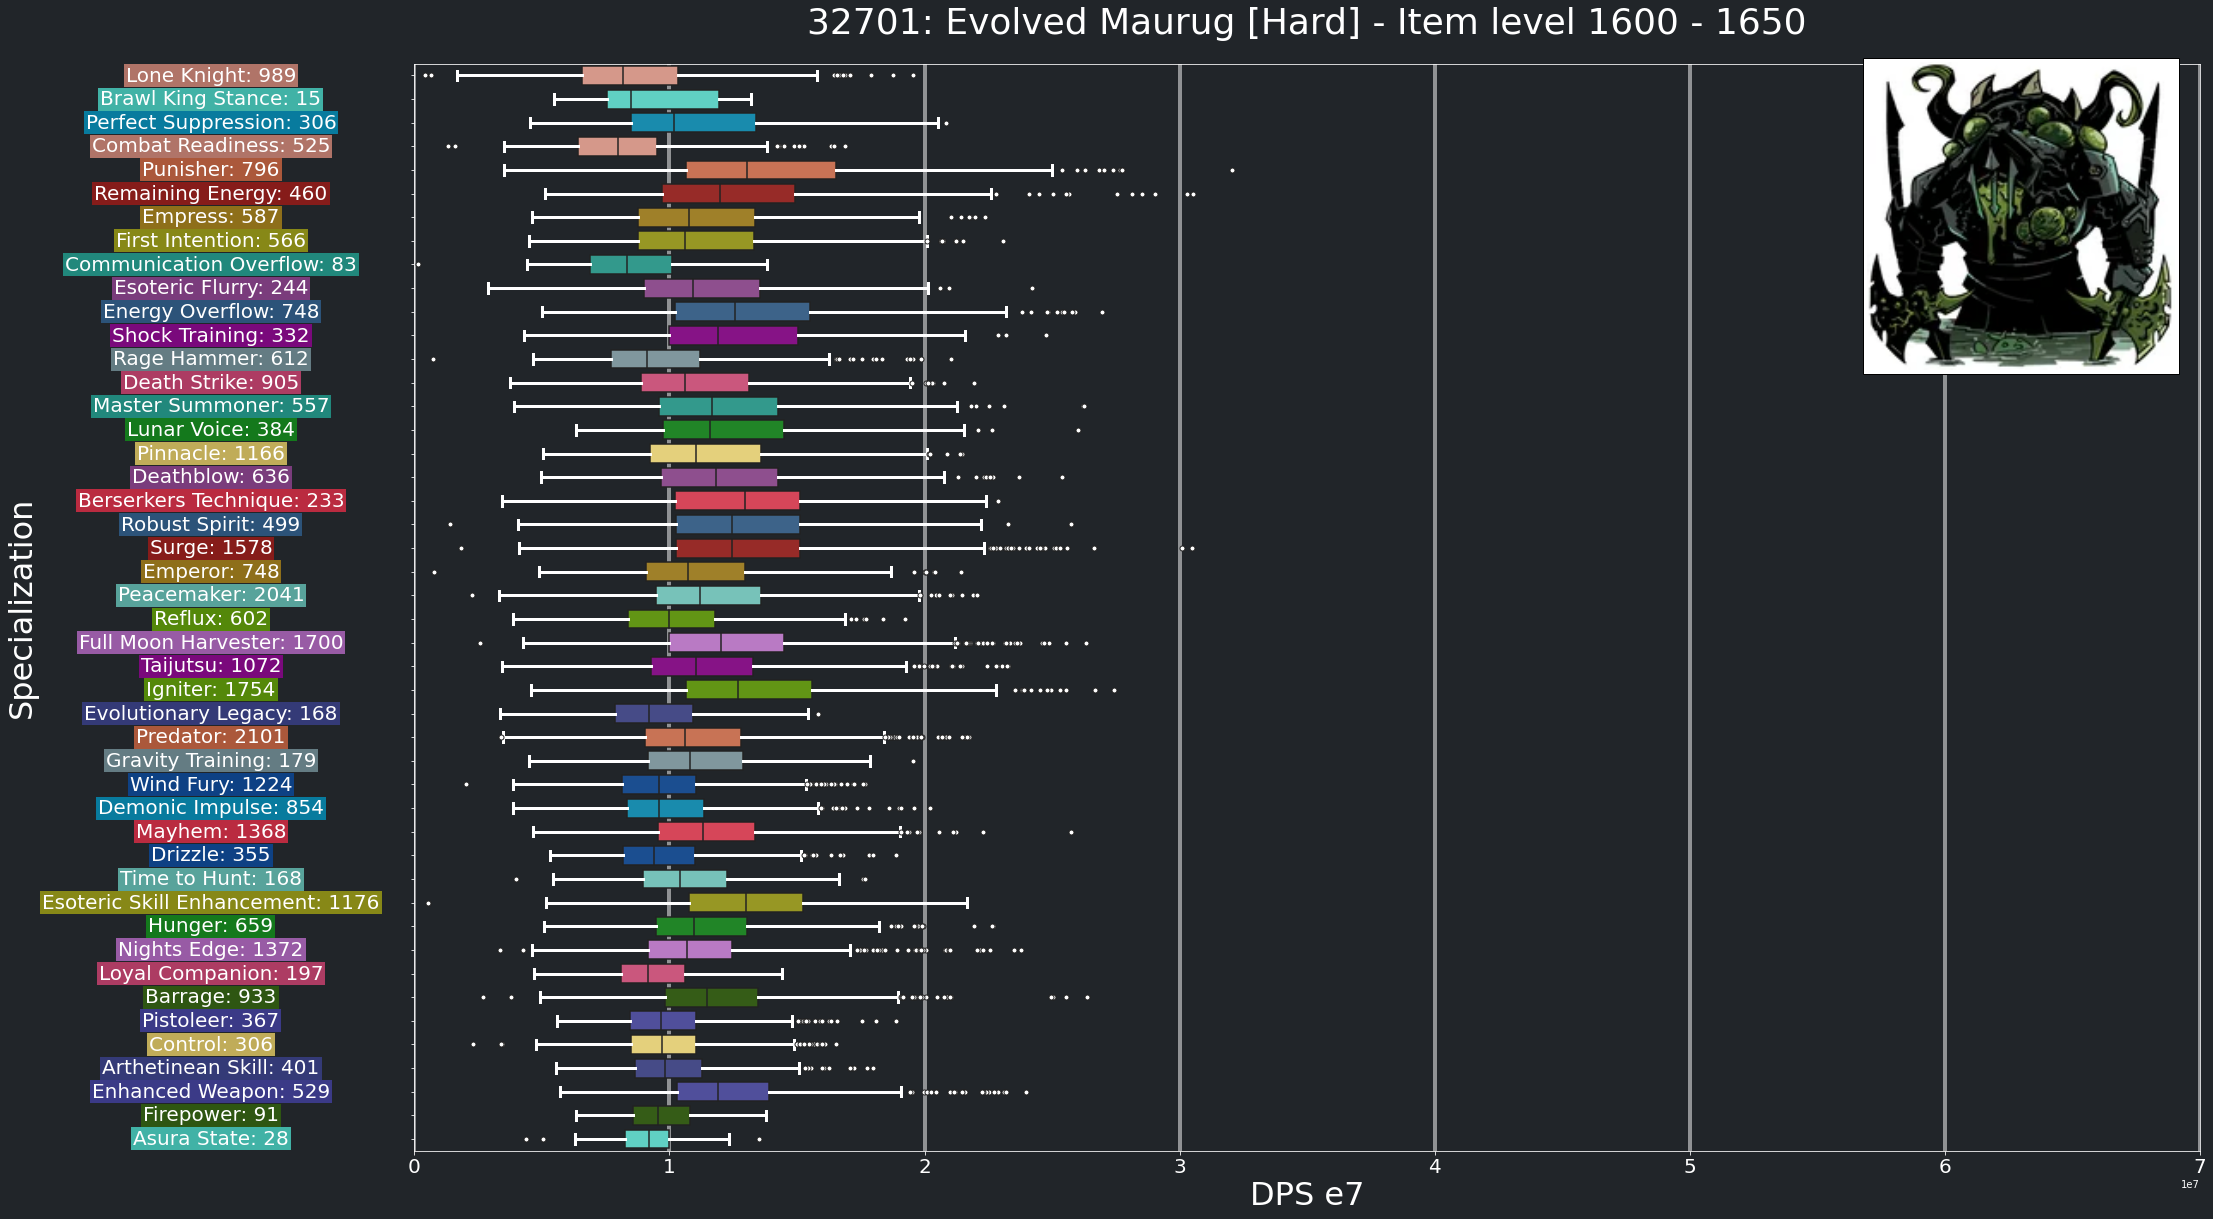 32701: Evolved Maurug [Hard] - Item level 1600 - 1650
Specialization
Lone Knight: 989
Brawl King Stance: 15
Perfect Suppression: 306
Combat Readiness: 525
Punisher: 796
Remaining Energy: 460
Empress: 587
First Intention: 566
Communication Overflow: 83
Esoteric Flurry: 244
Energy Overflow: 748
Shock Training: 332
Rage Hammer: 612
Death Strike: 905
Master Summoner: 557
Lunar Voice: 384
Pinnacle: 1166
Deathblow: 636
Berserkers Technique: 233
Robust Spirit: 499
Surge: 1578
Emperor: 748
Peacemaker: 2041
Reflux: 602
Full Moon Harvester: 1700
Taijutsu: 1072
Igniter: 1754
Evolutionary Legacy: 168
Predator: 2101
Gravity Training: 179
Wind Fury: 1224
Demonic Impulse: 854
Mayhem: 1368
Drizzle: 355
Time to Hunt: 168
Esoteric Skill Enhancement: 1176
Hunger: 659
Nights Edge: 1372
Loyal Companion: 197
Barrage: 933
Pistoleer: 367
Control: 306
Arthetinean Skill: 401
Enhanced Weapon: 529
Firepower: 91
Asura State: 28
0 1 2 3 4 5 6 7
1e7
DPS e7